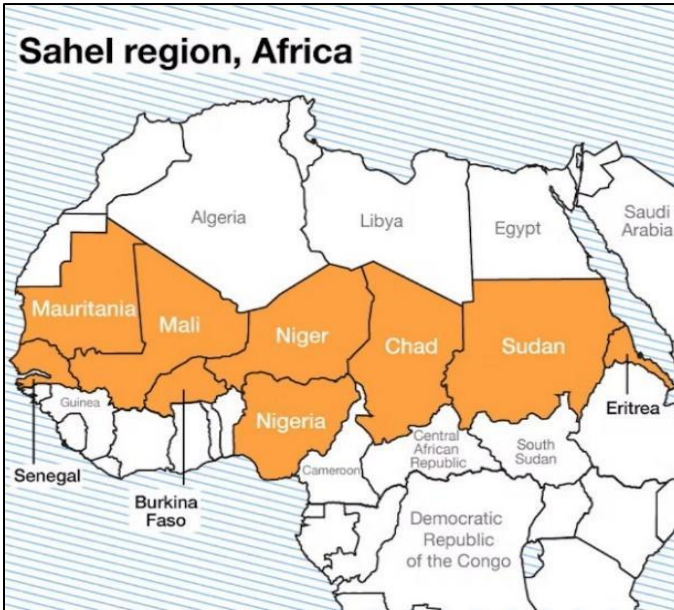 Sahel region, Africa
Algeria
Libya
Egypt
Saudi
Arabia
Mauritania
Mali
Niger
Chad
Sudan
Eritrea
Guinea
Nigeria
Central
African
Republic
South
Sudan
Cameroon
Senegal
Burkina
Faso
Democratic
Republic
of the Congo